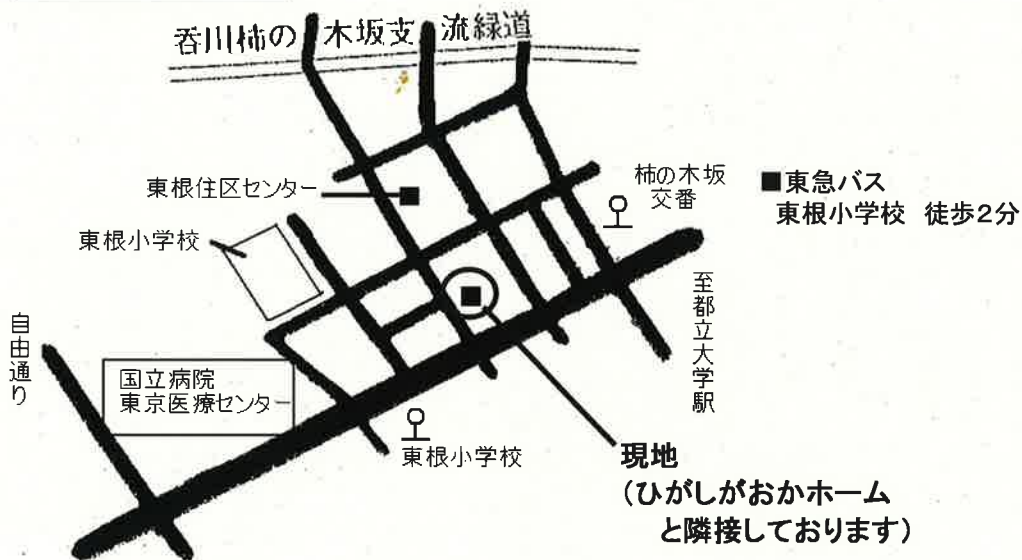 呑川柿の木坂支流緑道
東根住区センター
東根小学校
柿の木坂
交番
■東急バス
東根小学校 徒歩2分
自由通り
国立病院
東京医療センター
至都立大学駅
東根小学校
現地
（ひがしがおかホーム
と隣接しております）